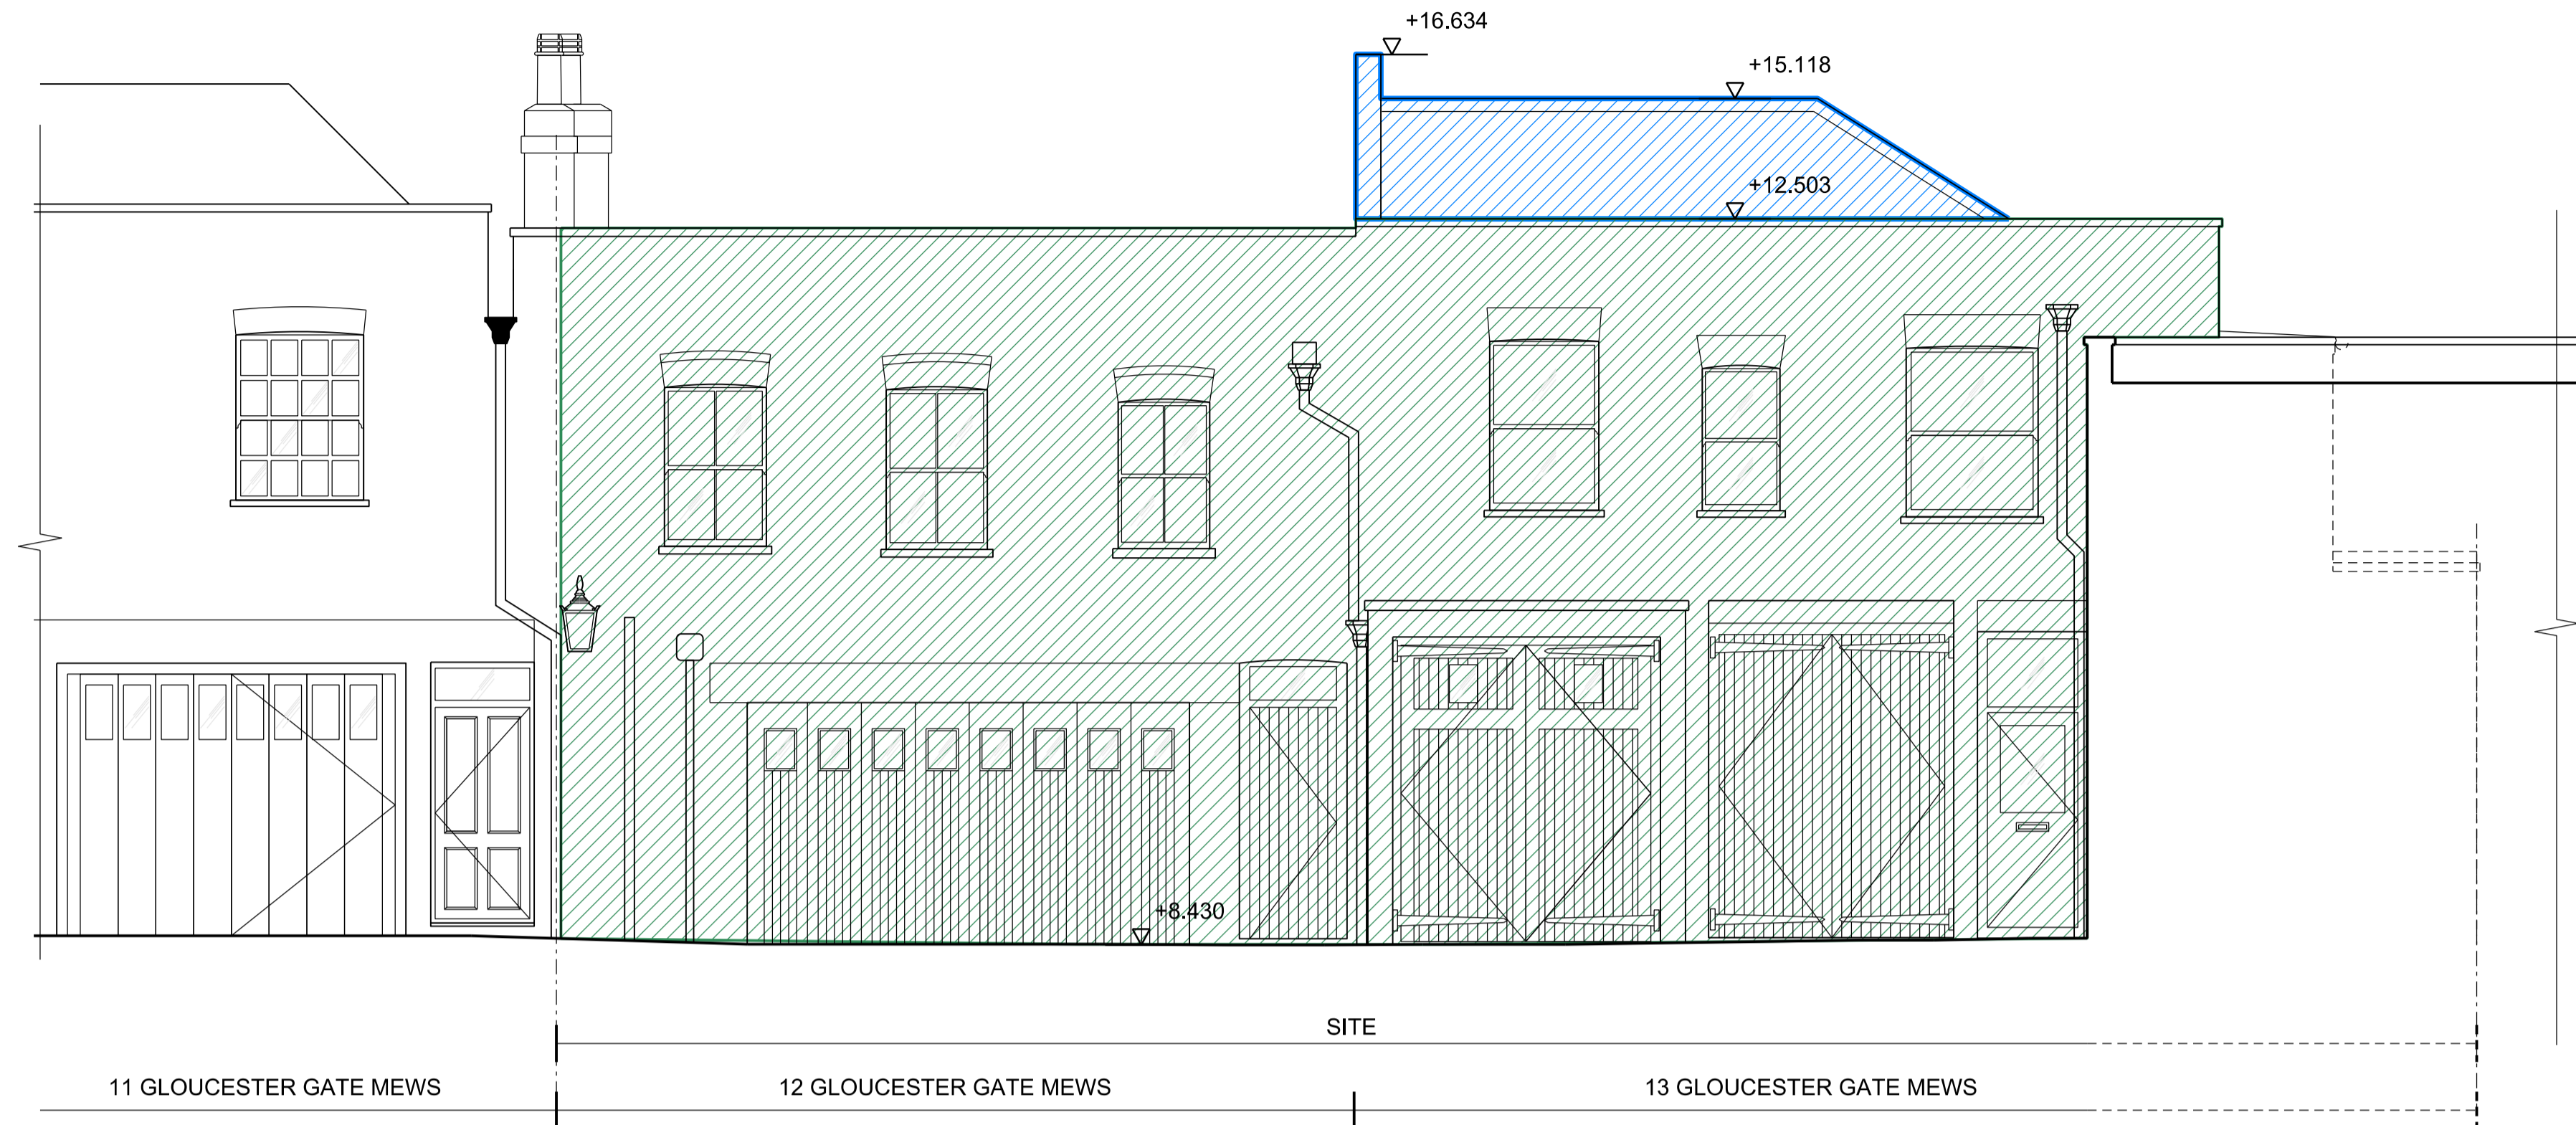 +16.634
+15.118
+12.503
+8.430
SITE
11 GLOUCESTER GATE MEWS
12 GLOUCESTER GATE MEWS
13 GLOUCESTER GATE MEWS